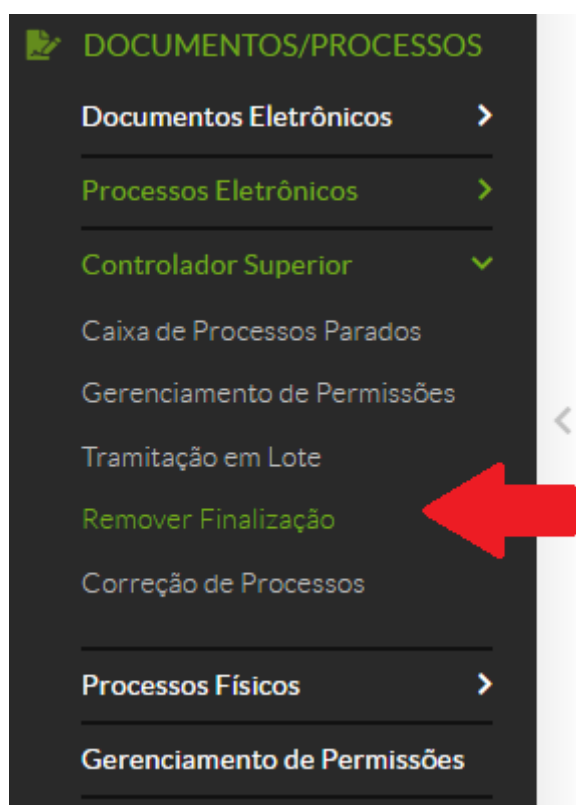 DOCUMENTOS/PROCESSOS
Documentos Eletrônicos
Processos Eletrônicos
Controlador Superior
Caixa de Processos Parados
Gerenciamento de Permissões
Tramitação em Lote
Remover Finalização
Correção de Processos
Processos Físicos
Gerenciamento de Permissões